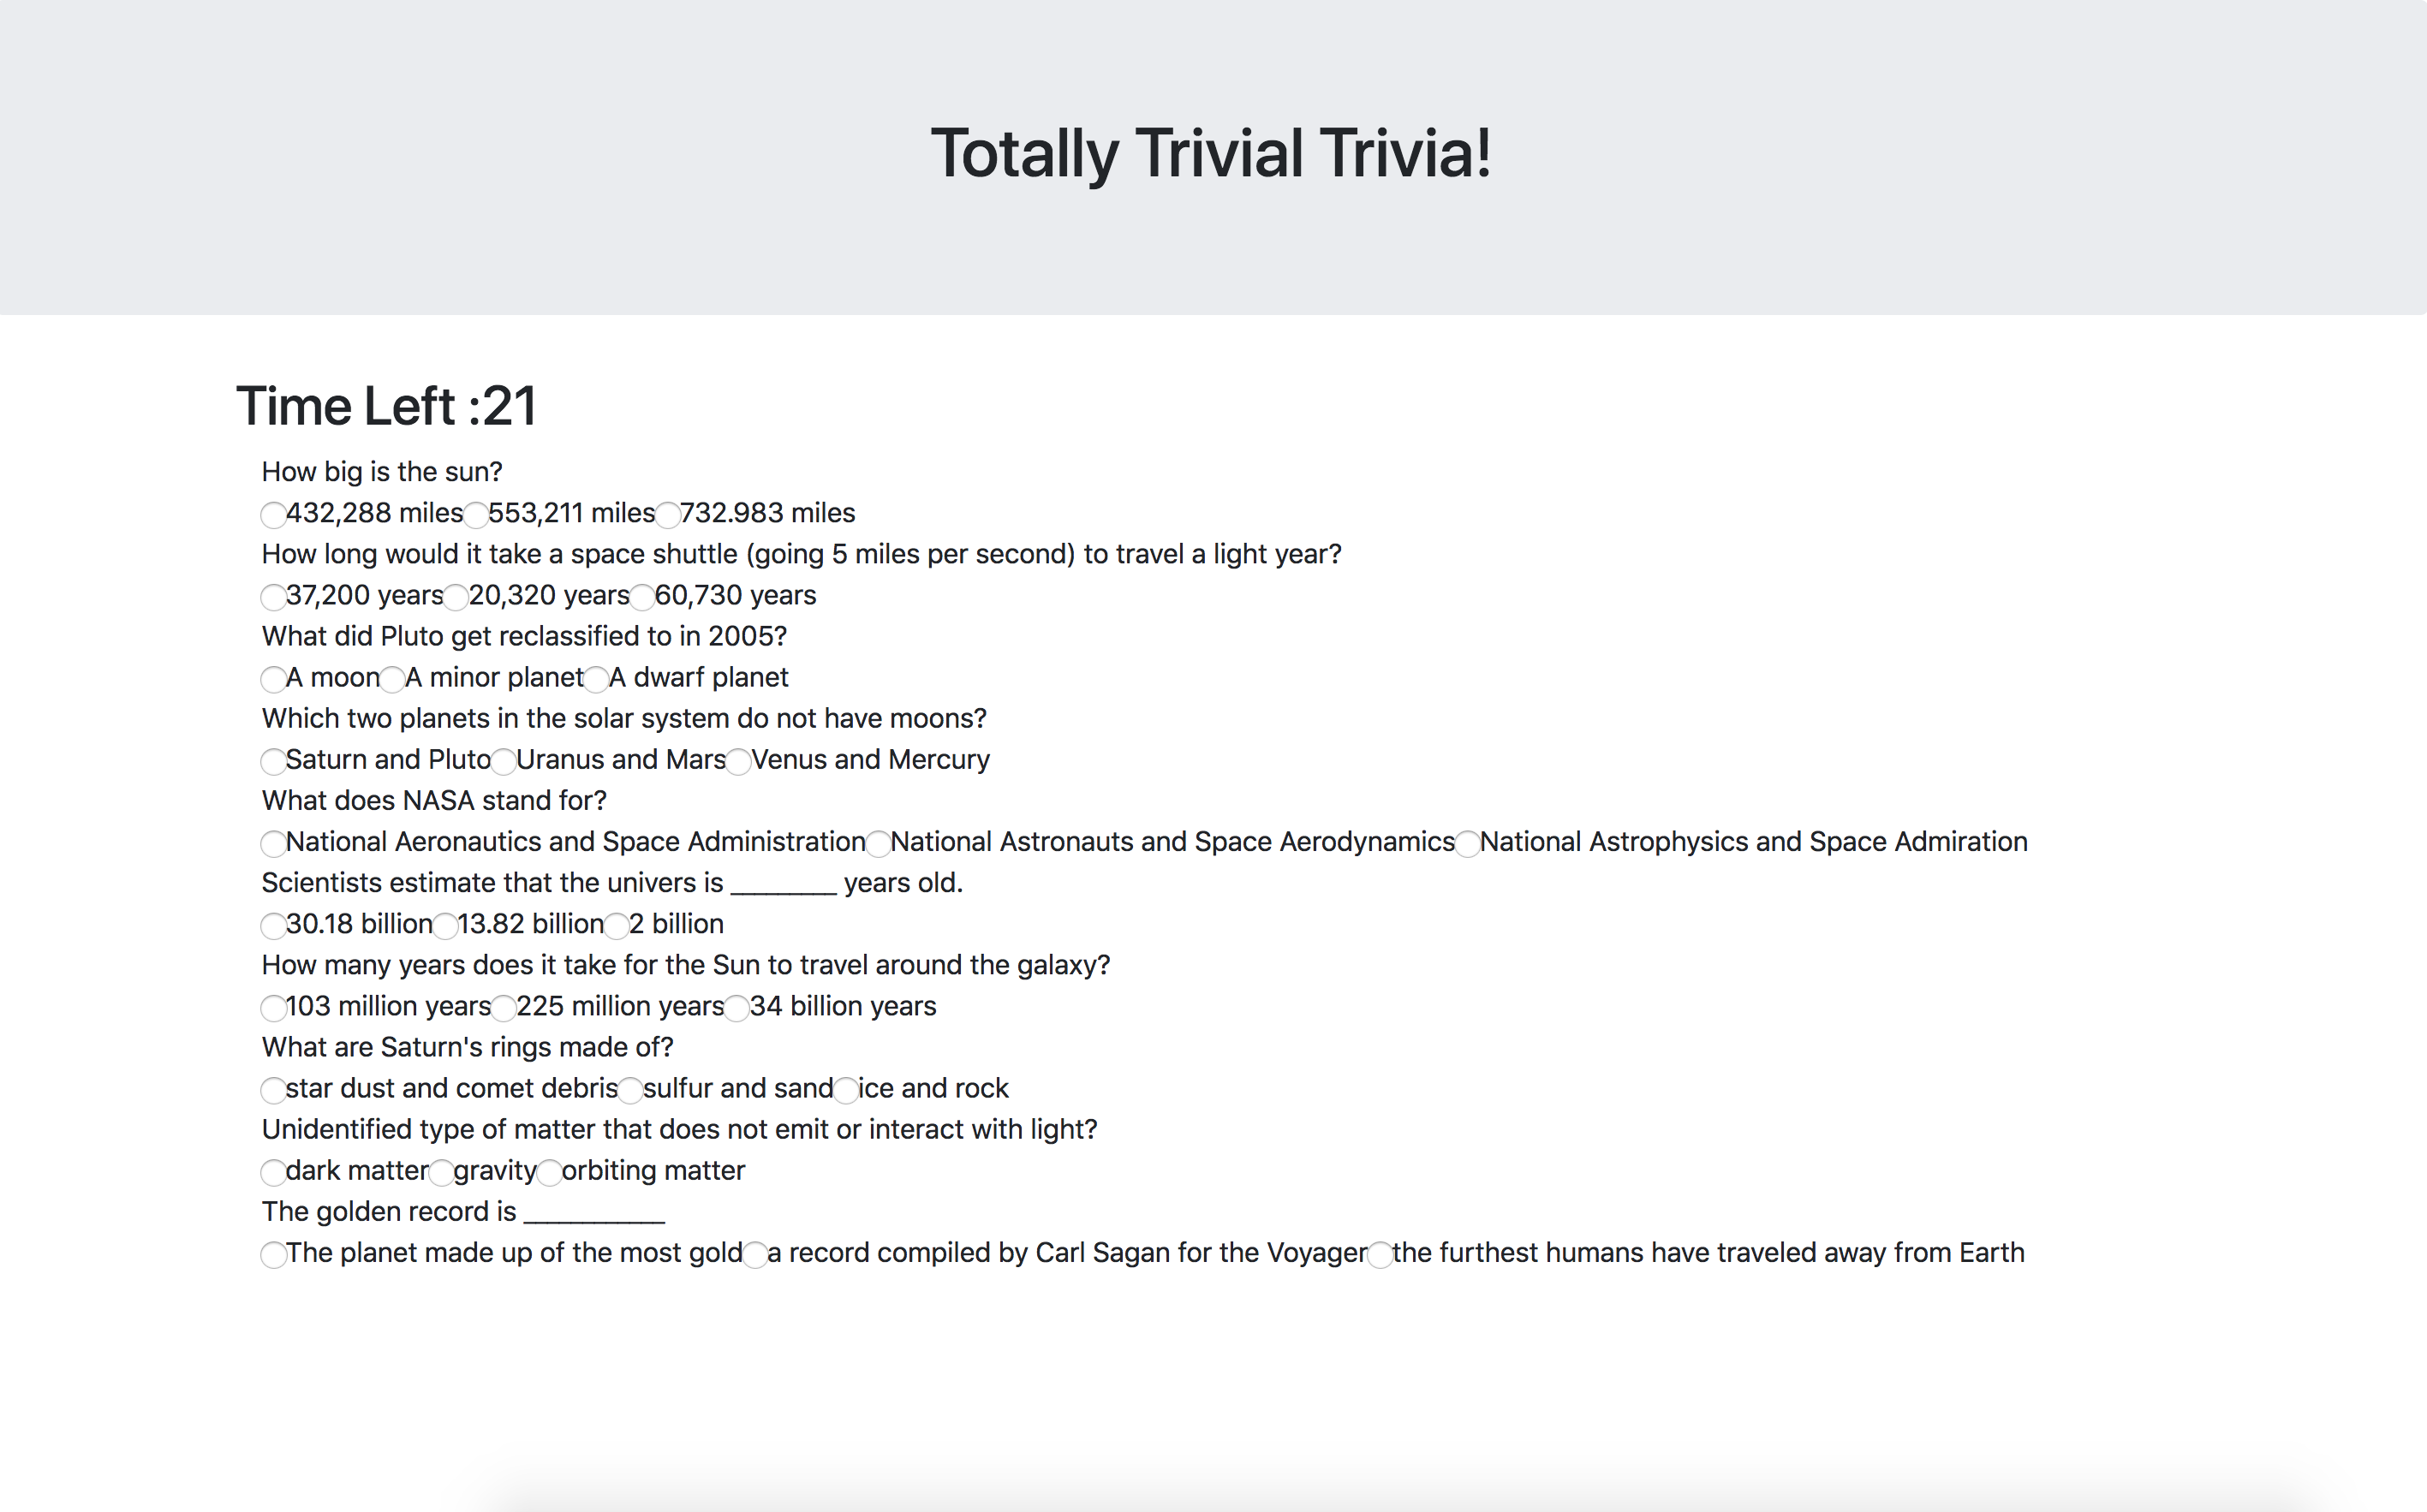 Totally Trivial Trivia!
Time Left :21
How big is the sun?
432,288 miles 553,211 miles 732.983 miles
How long would it take a space shuttle (going 5 miles per second) to travel a light year?
37,200 years 20,320 years 60,730 years
What did Pluto get reclassified to in 2005?
A moon A minor planet A dwarf planet
Which two planets in the solar system do not have moons?
Saturn and Pluto Uranus and Mars Venus and Mercury
What does NASA stand for?
National Aeronautics and Space Administration National Astronauts and Space Aerodynamics National Astrophysics and Space Admiration
Scientists estimate that the univers is _________ years old.
30.18 billion 13.82 billion 2 billion
How many years does it take for the Sun to travel around the galaxy?
103 million years 225 million years 34 billion years
What are Saturn's rings made of?
star dust and comet debris sulfur and sand ice and rock
Unidentified type of matter that does not emit or interact with light?
dark matter gravity orbiting matter
The golden record is ____________
The planet made up of the most gold a record compiled by Carl Sagan for the Voyager the furthest humans have traveled away from Earth